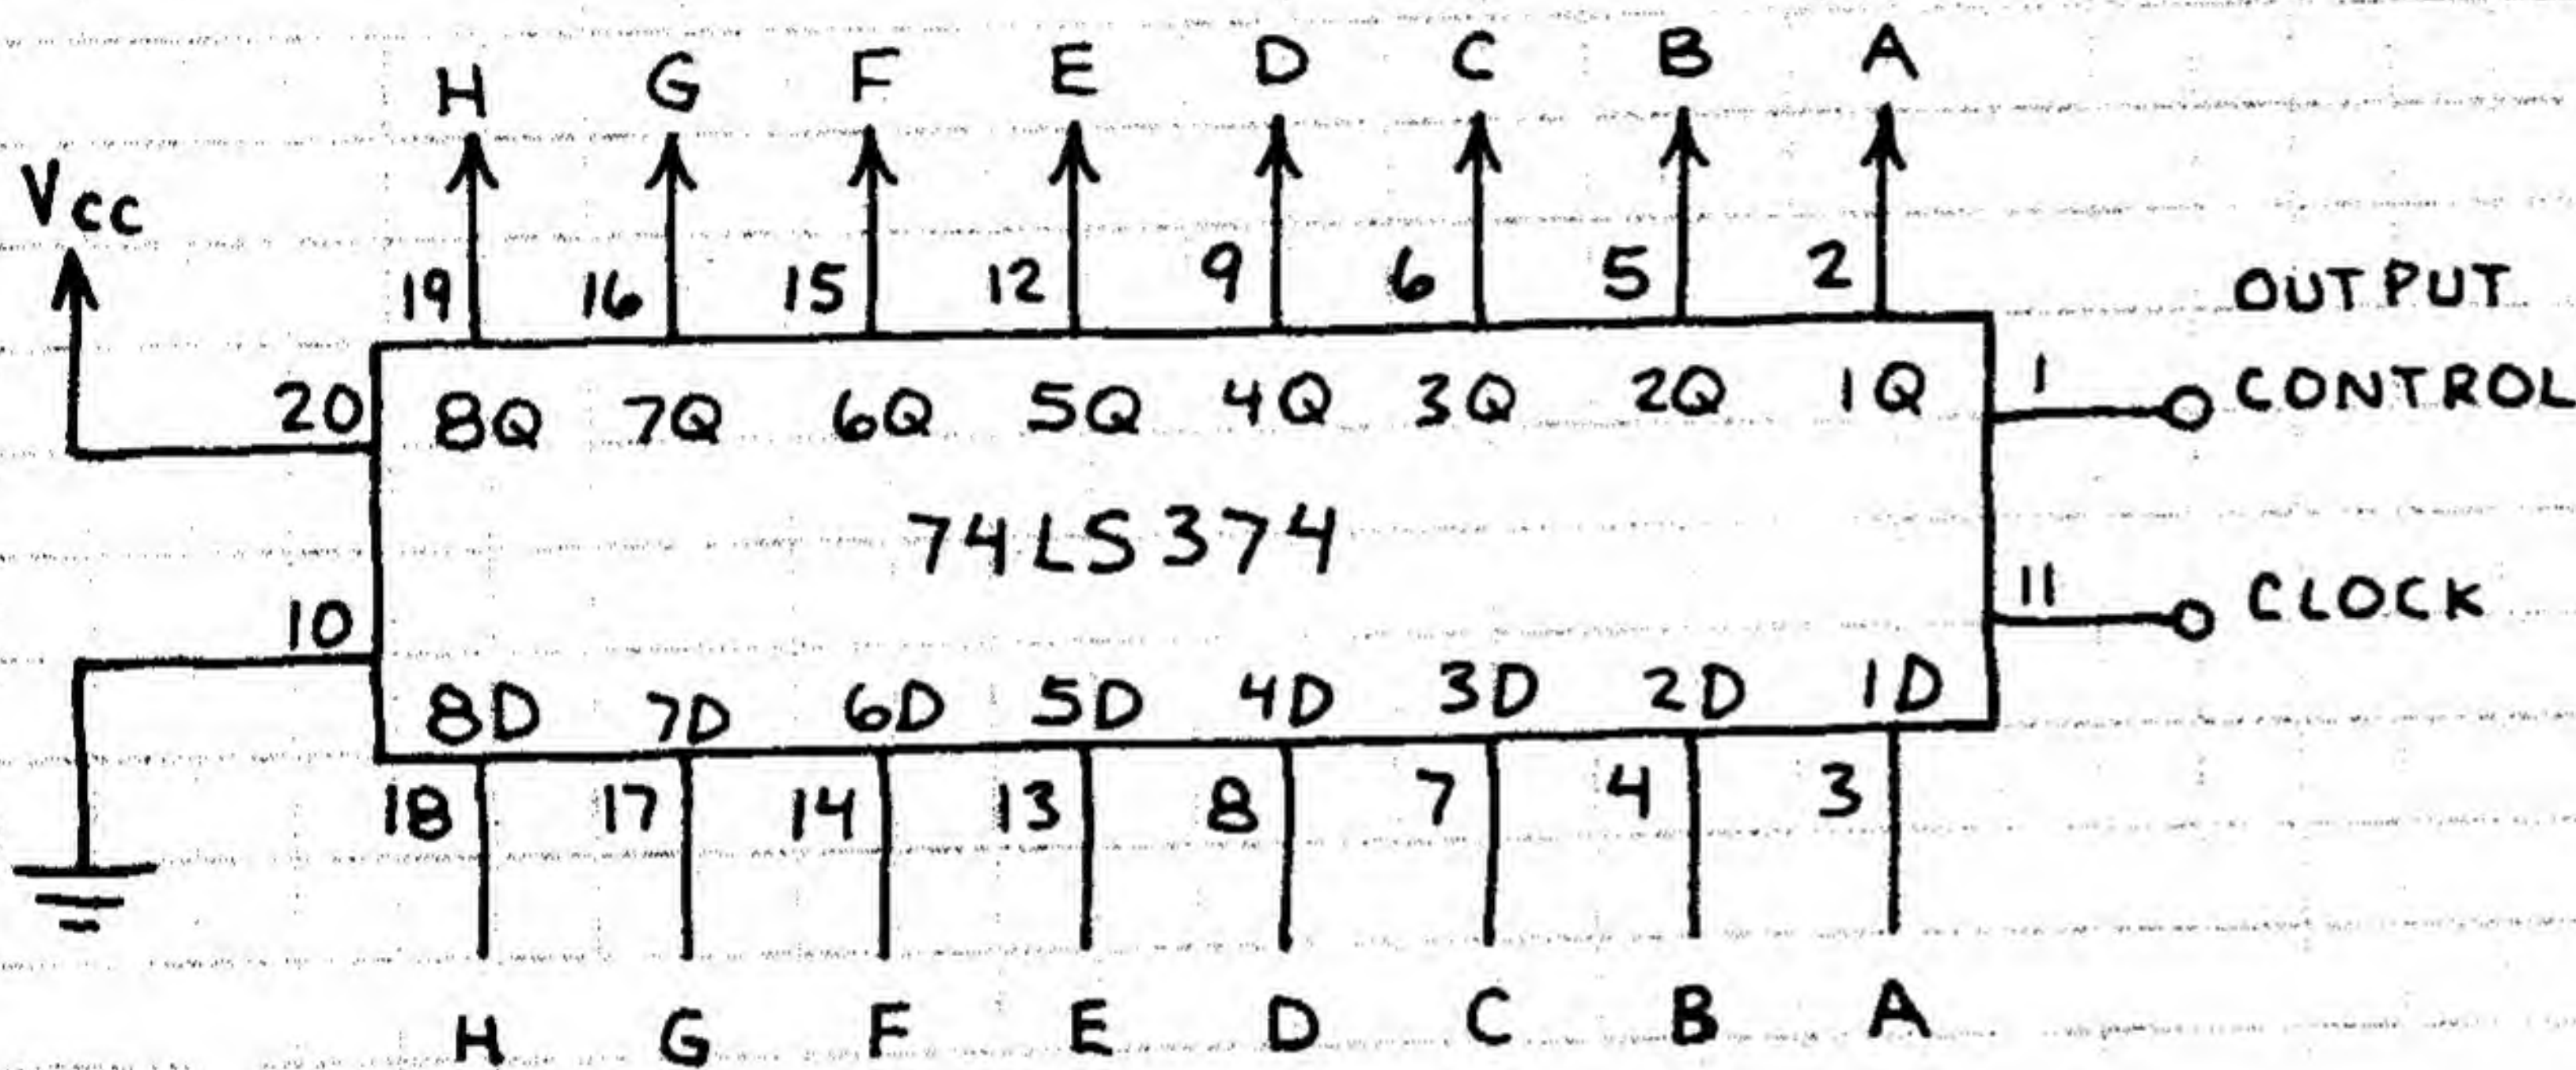 H G F E D C B A
Vcc
19 16 15 12 9 6 5 2
OUTPUT
20 8Q 7Q 6Q 5Q 4Q 3Q 2Q 1Q 1 CONTROL
74LS374
10 11 CLOCK
8D 7D 6D 5D 4D 3D 2D 1D
18 17 14 13 8 7 4 3
H G F E D C B A